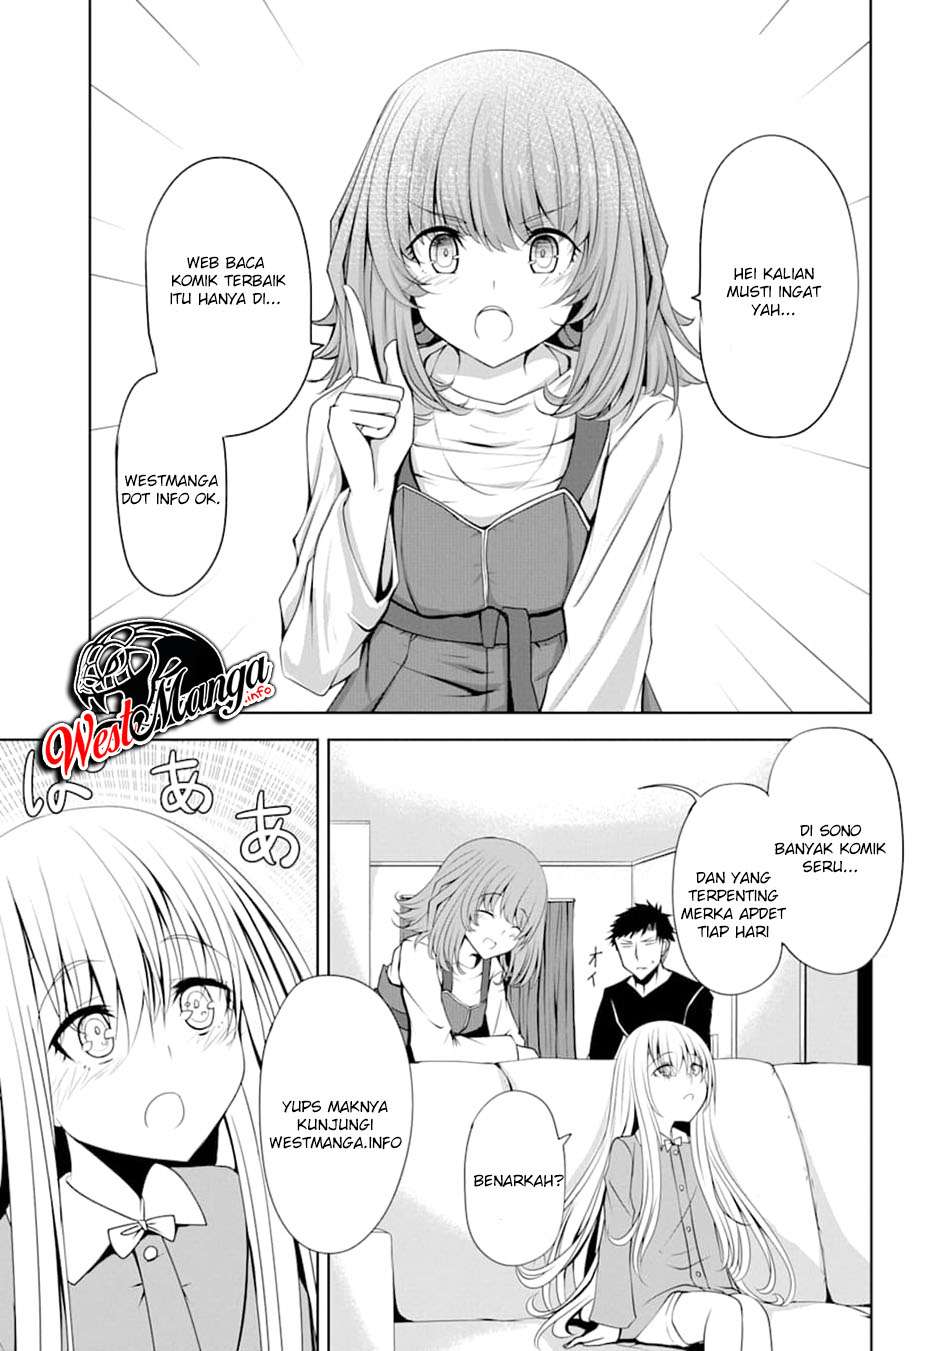 HEI KALIAN
MUSTI INGAT
YAH...
WEB BACA
KOMIK TERBAIK
ITU HANYA DI...
WESTMANGA
DOT INFO OK.
WestManga
.info
DI SONO
BANYAK KOMIK
SERU...
DAN YANG
TERPENTING
MERKA APDET
TIAP HARI
オイ
BENARKAH?
ぱあぁ
YUPS MAKNYA
KUNJUNGI
WESTMANGA.INFO